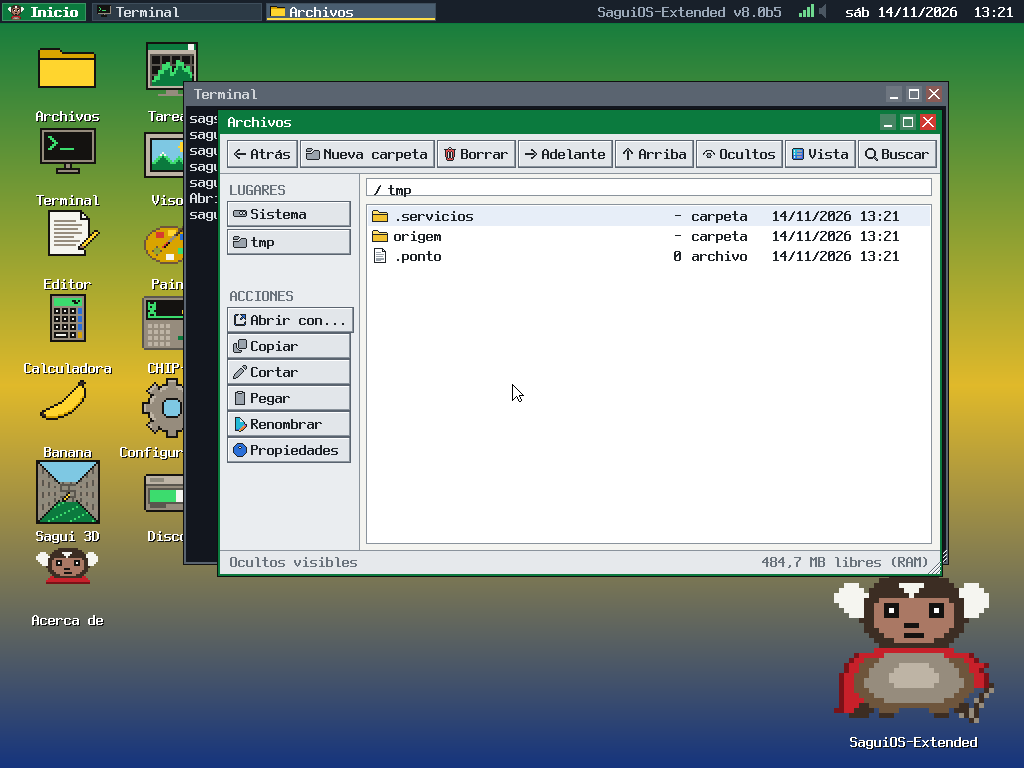 Inicio Terminal Archivos SaguiOS-Extended v8.0b5 sáb 14/11/2026 13:21
Archivos
Terminal
Editor
Calculadora
Banana
Sagui 3D
Acerca de
Terminal
Archivos
Atrás Nueva carpeta Borrar Adelante Arriba Ocultos Vista Buscar
LUGARES
Sistema
tmp
ACCIONES
Abrir con...
Copiar
Cortar
Pegar
Renombrar
Propiedades
/ tmp
.servicios - carpeta 14/11/2026 13:21
origem - carpeta 14/11/2026 13:21
.ponto 0 archivo 14/11/2026 13:21
Ocultos visibles 484,7 MB libres (RAM)
SaguiOS-Extended